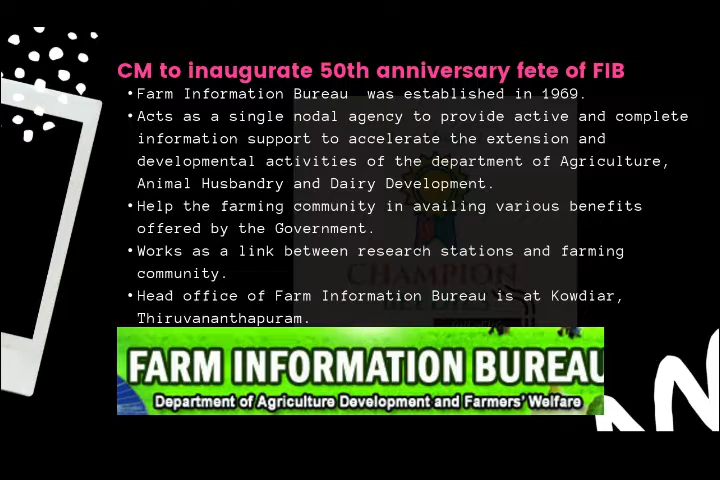 CM to inaugurate 50th anniversary fete of FIB
•Farm Information Bureau  was established in 1969.
•Acts as a single nodal agency to provide active and complete
information support to accelerate the extension and
developmental activities of the department of Agriculture,
Animal Husbandry and Dairy Development.
•Help the farming community in availing various benefits
offered by the Government.
•Works as a link between research stations and farming
community.
•Head office of Farm Information Bureau is at Kowdiar,
Thiruvananthapuram.
CHAMPION
FARM INFORMATION BUREAU
Department of Agriculture Development and Farmers' Welfare